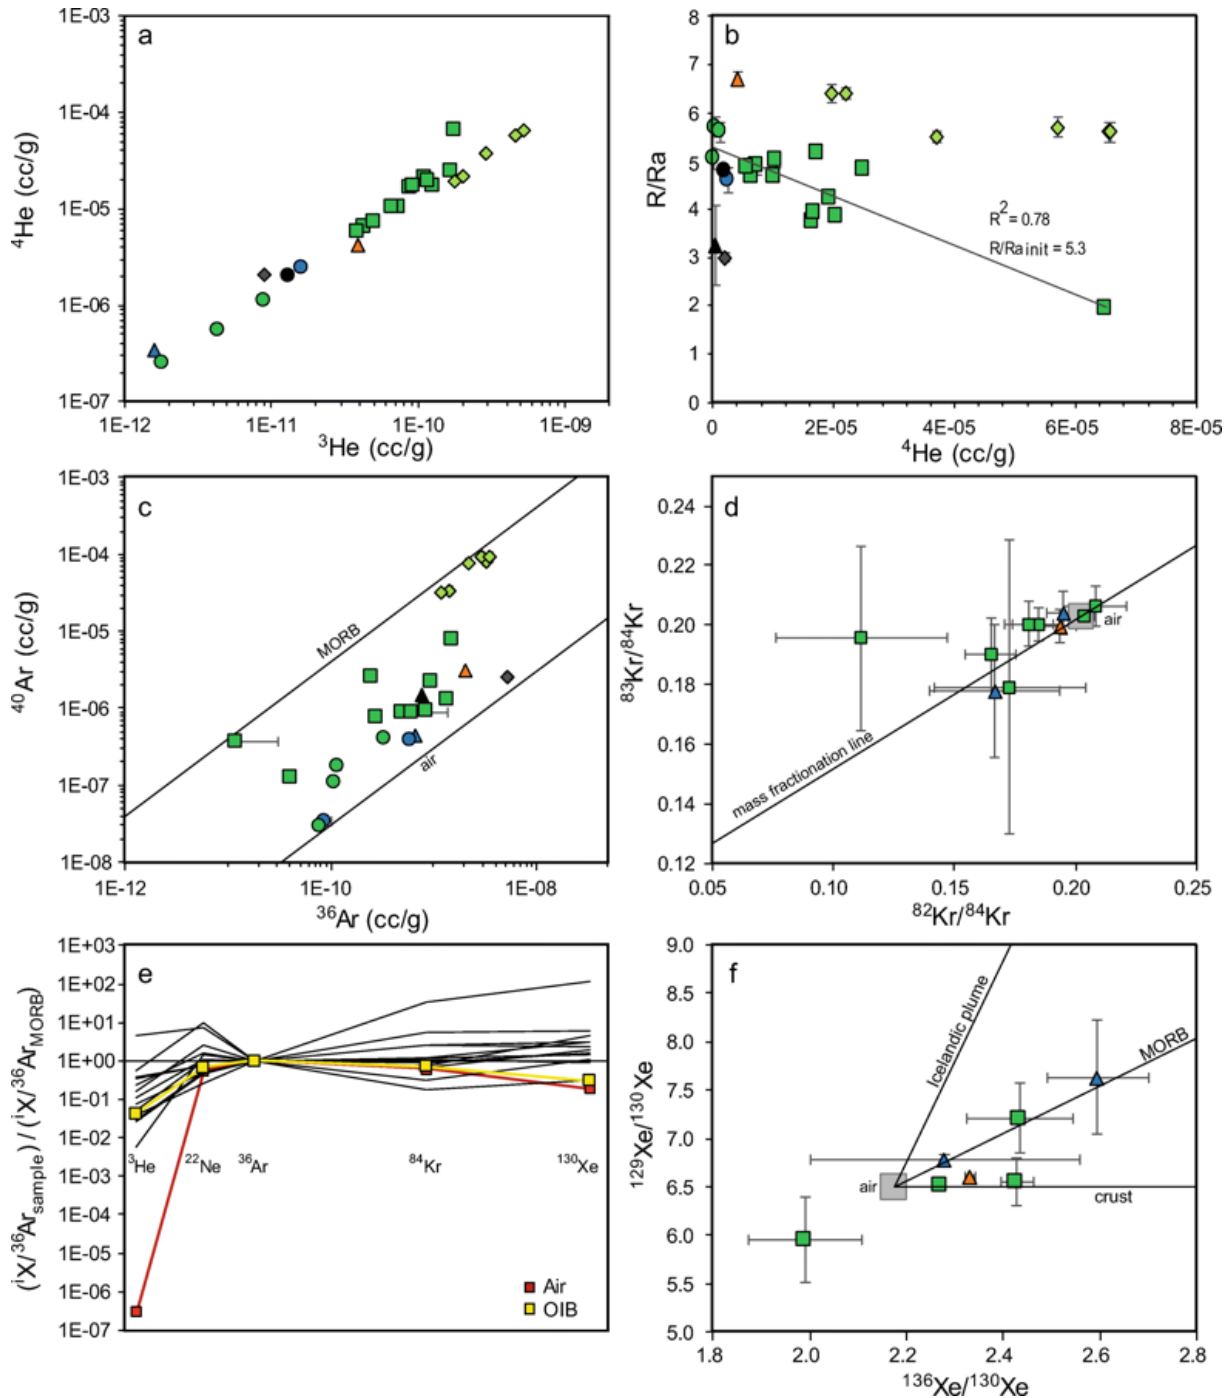 a
1E-03
1E-04
1E-05
1E-06
1E-07
⁴He (cc/g)
1E-12
1E-11
1E-10
1E-09
³He (cc/g)
b
8
7
6
5
4
3
2
1
0
R/Ra
R² = 0.78
R/Ra init = 5.3
0
2E-05
4E-05
6E-05
8E-05
⁴He (cc/g)
c
1E-03
1E-04
1E-05
1E-06
1E-07
1E-08
⁴⁰Ar (cc/g)
MORB
air
1E-12
1E-10
1E-08
³⁶Ar (cc/g)
d
0.24
0.22
0.20
0.18
0.16
0.14
0.12
⁸³Kr/⁸⁴Kr
air
mass fractionation line
0.05
0.10
0.15
0.20
0.25
⁸²Kr/⁸⁴Kr
e
1E+03
1E+02
1E+01
1E+00
1E-01
1E-02
1E-03
1E-04
1E-05
1E-06
1E-07
(ⁱX/³⁶Ar sample) / (ⁱX/³⁶Ar MORB)
³He
²²Ne
³⁶Ar
⁸⁴Kr
¹³⁰Xe
Air
OIB
f
9.0
8.5
8.0
7.5
7.0
6.5
6.0
5.5
5.0
¹²⁹Xe/¹³⁰Xe
Icelandic plume
MORB
air
crust
1.8
2.0
2.2
2.4
2.6
2.8
¹³⁶Xe/¹³⁰Xe